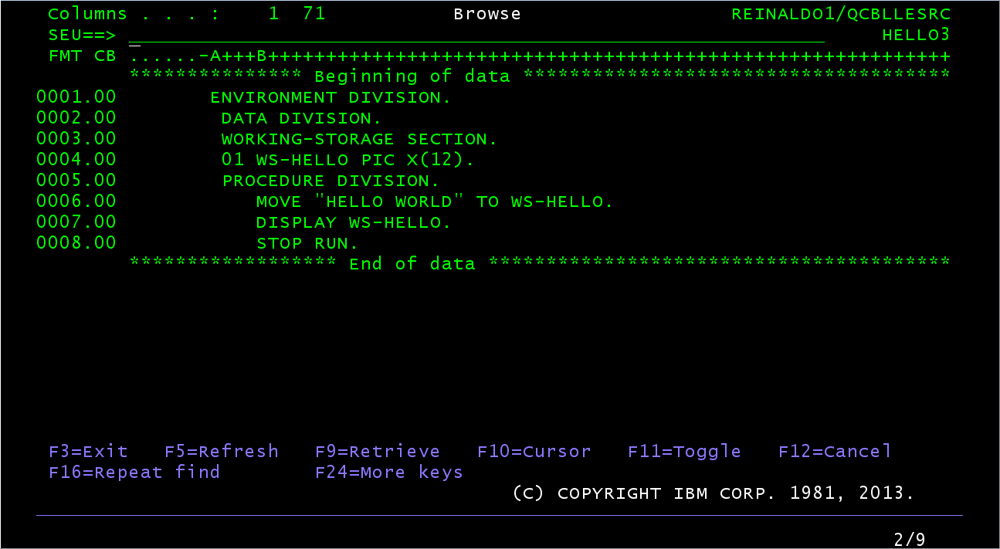 Columns . . . :    1  71           Browse                  REINALDO1/QCBLLESRC
SEU==> ____________________________________________________________     HELLO3
FMT CB ......-A+++B+++++++++++++++++++++++++++++++++++++++++++++++++++++++++++
*************** Beginning of data *************************************
0001.00        ENVIRONMENT DIVISION.
0002.00         DATA DIVISION.
0003.00         WORKING-STORAGE SECTION.
0004.00         01 WS-HELLO PIC X(12).
0005.00         PROCEDURE DIVISION.
0006.00            MOVE "HELLO WORLD" TO WS-HELLO.
0007.00            DISPLAY WS-HELLO.
0008.00            STOP RUN.
****************** End of data ****************************************
F3=Exit   F5=Refresh   F9=Retrieve   F10=Cursor   F11=Toggle   F12=Cancel
F16=Repeat find        F24=More keys
(C) COPYRIGHT IBM CORP. 1981, 2013.
2/9